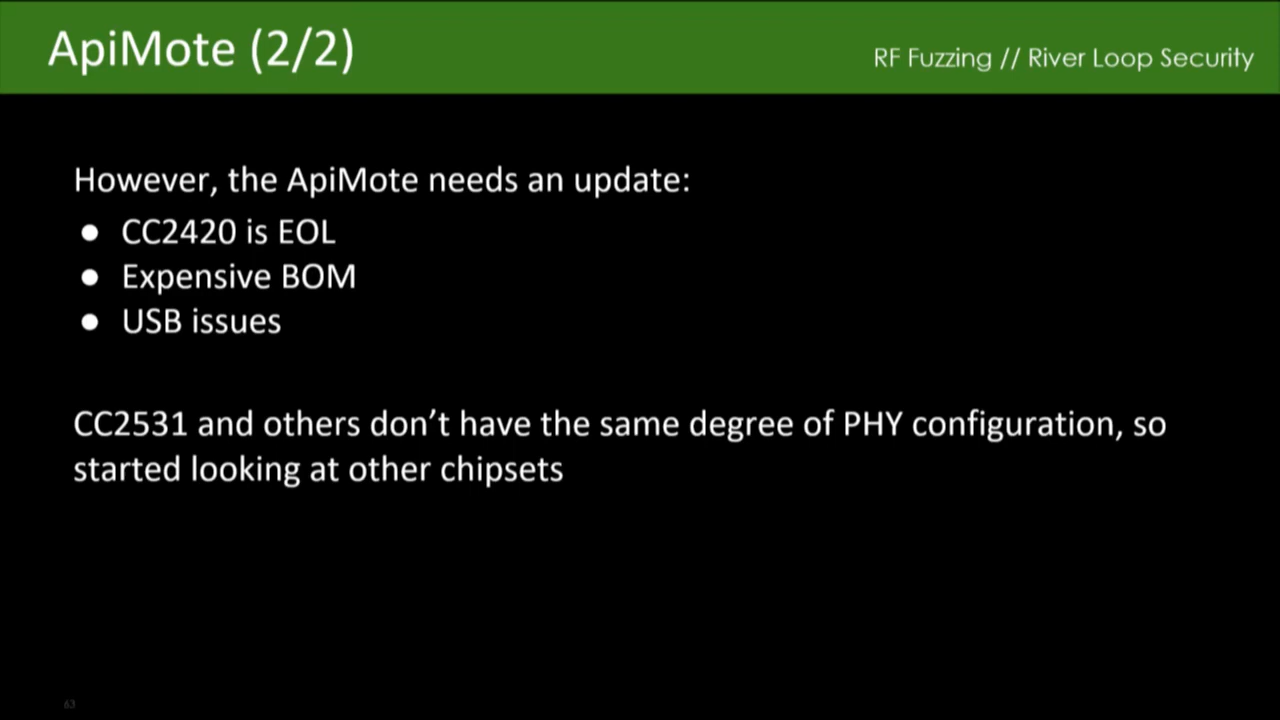 ApiMote (2/2)
RF Fuzzing // River Loop Security
However, the ApiMote needs an update:
● CC2420 is EOL
● Expensive BOM
● USB issues
CC2531 and others don’t have the same degree of PHY configuration, so
started looking at other chipsets
63